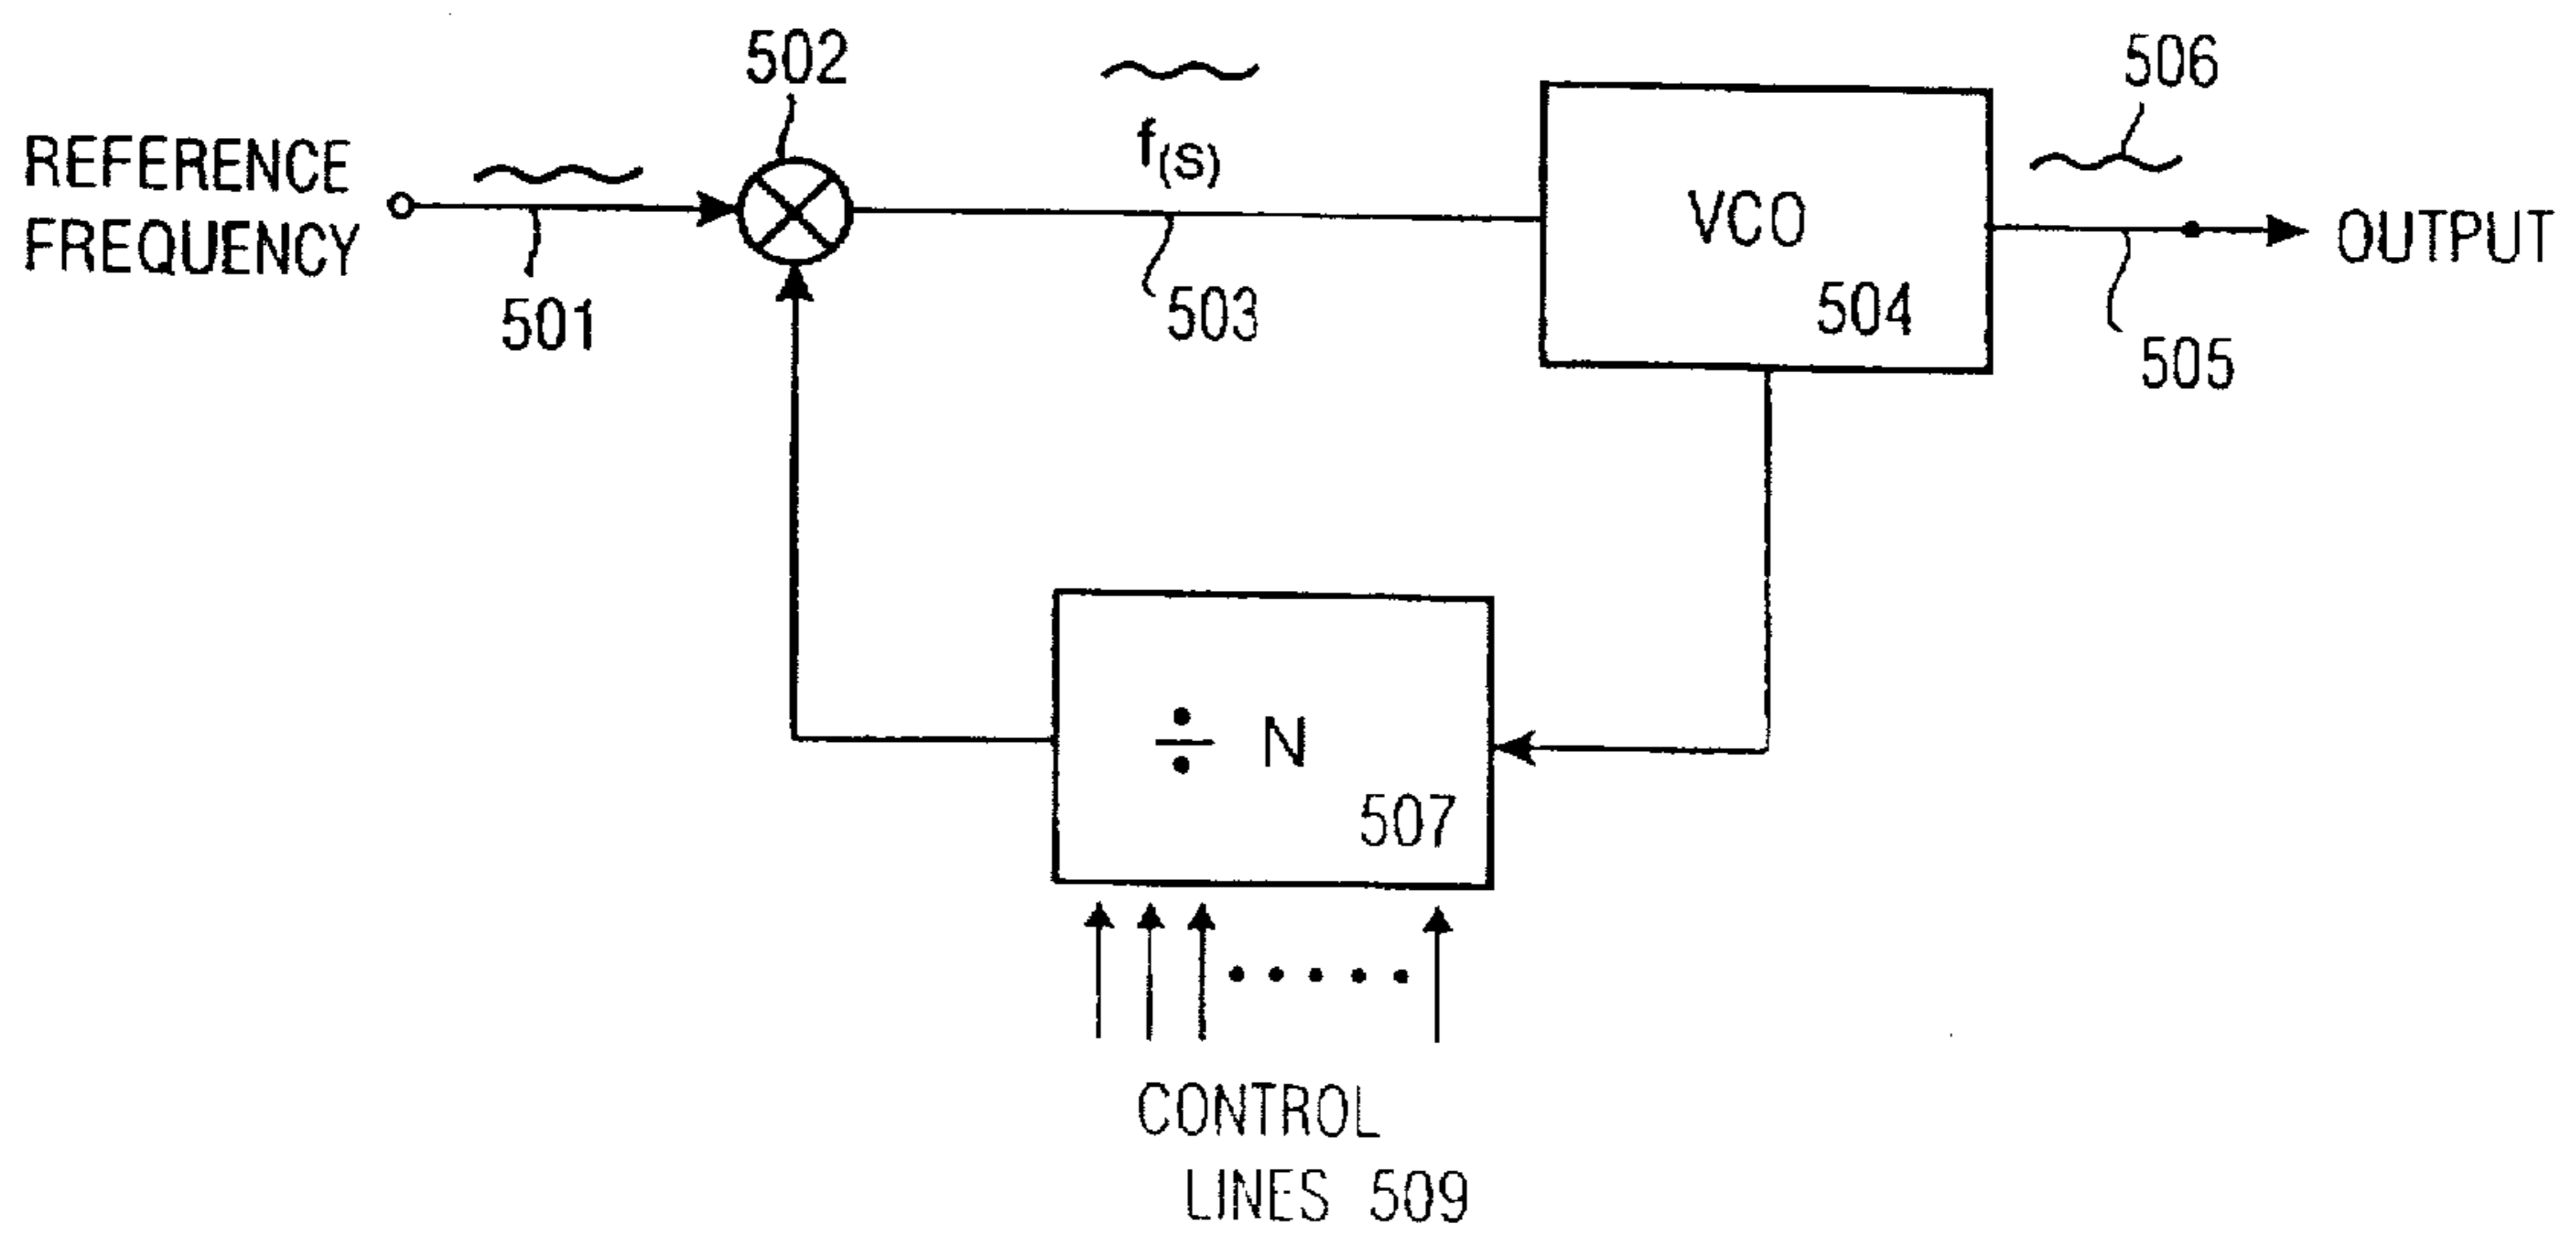 502
506
REFERENCE
FREQUENCY
f(S)
VCO
OUTPUT
501
503
504
505
÷ N
507
CONTROL
LINES 509